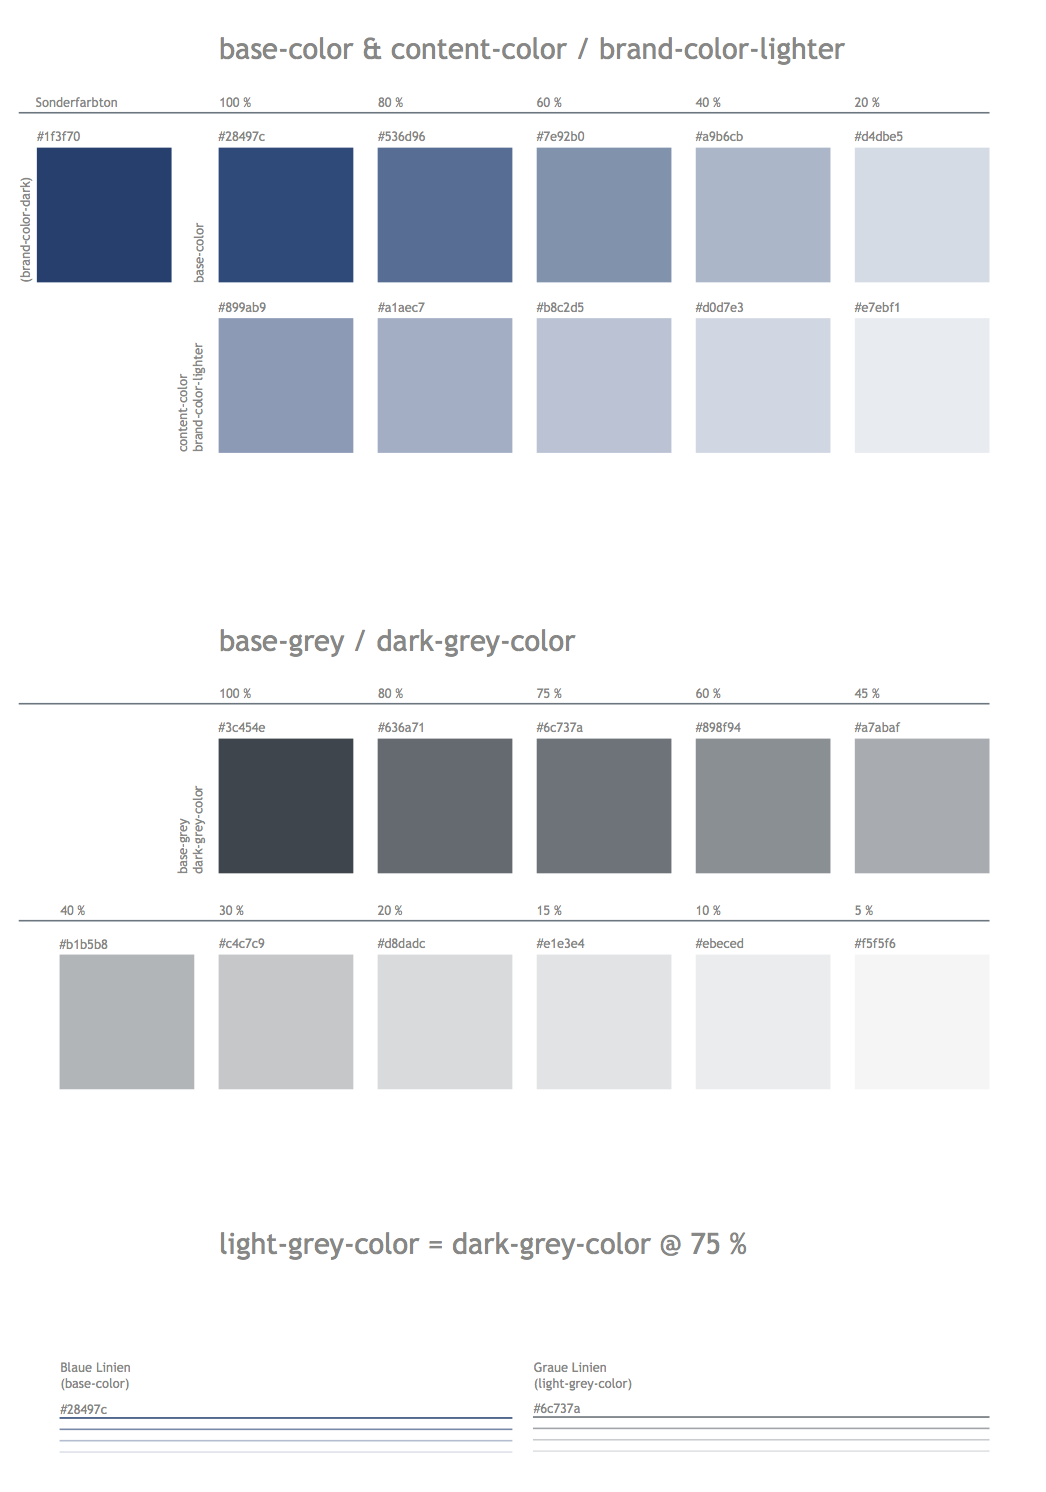 base-color & content-color / brand-color-lighter
Sonderfarbton 100 % 80 % 60 % 40 % 20 %
#1f3f70 #28497c #536d96 #7e92b0 #a9b6cb #d4dbe5
(brand-color-dark)
base-color
#899ab9 #a1aec7 #b8c2d5 #d0d7e3 #e7ebf1
content-color
brand-color-lighter
base-grey / dark-grey-color
100 % 80 % 75 % 60 % 45 %
#3c454e #636a71 #6c737a #898f94 #a7abaf
base-grey
dark-grey-color
40 % 30 % 20 % 15 % 10 % 5 %
#b1b5b8 #c4c7c9 #d8dadc #e1e3e4 #ebeced #f5f5f6
light-grey-color = dark-grey-color @ 75 %
Blaue Linien
(base-color)
#28497c
Graue Linien
(light-grey-color)
#6c737a